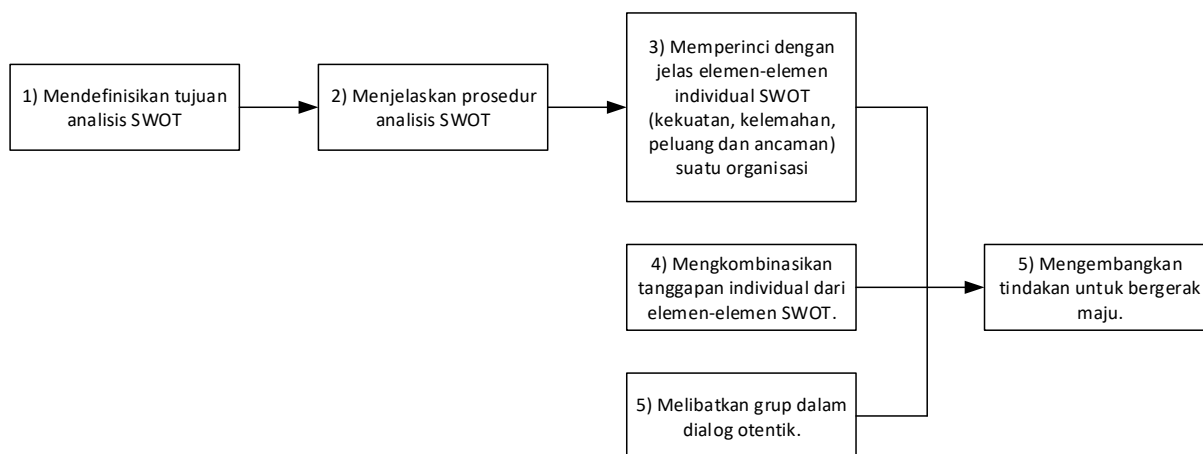 1) Mendefinisikan tujuan
analisis SWOT
2) Menjelaskan prosedur
analisis SWOT
3) Memperinci dengan
jelas elemen-elemen
individual SWOT
(kekuatan, kelemahan,
peluang dan ancaman)
suatu organisasi
4) Mengkombinasikan
tanggapan individual dari
elemen-elemen SWOT.
5) Melibatkan grup dalam
dialog otentik.
5) Mengembangkan
tindakan untuk bergerak
maju.